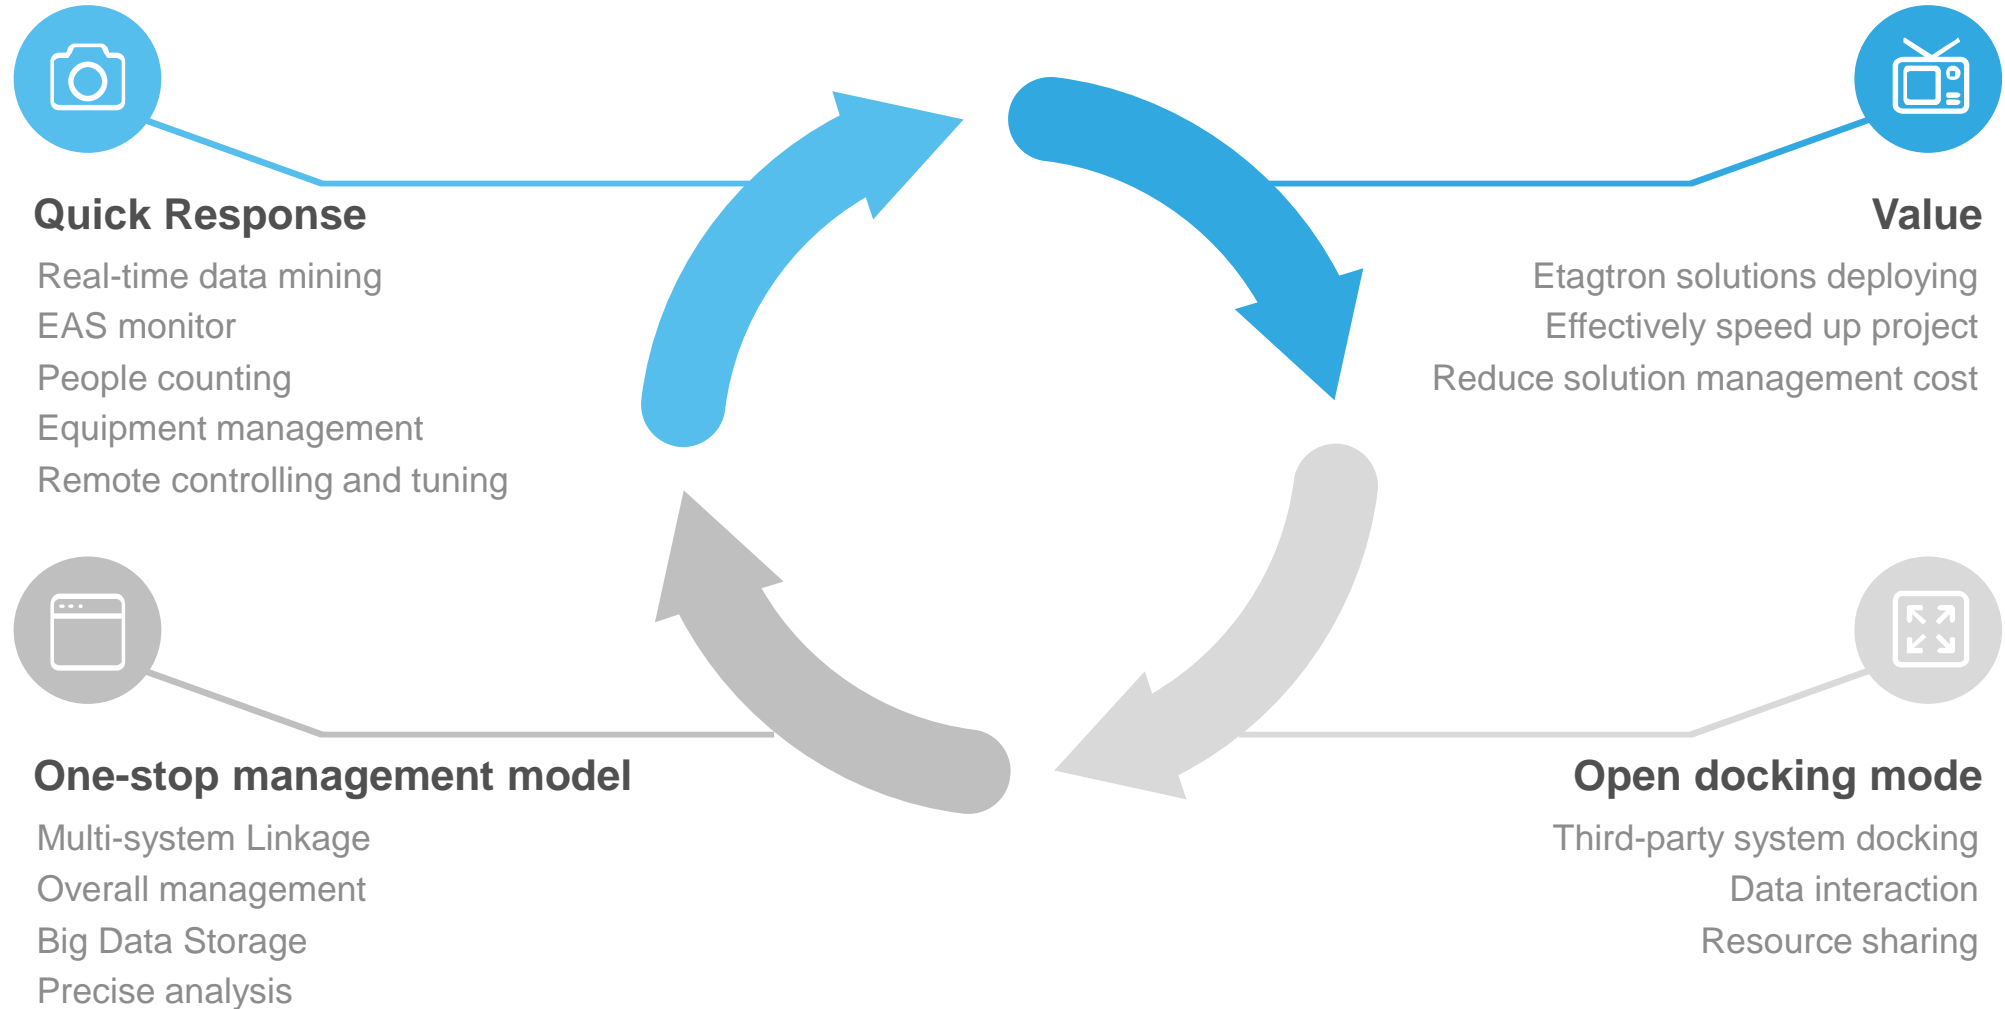 Quick Response
Real-time data mining
EAS monitor
People counting
Equipment management
Remote controlling and tuning
Value
Etagtron solutions deploying
Effectively speed up project
Reduce solution management cost
One-stop management model
Multi-system Linkage
Overall management
Big Data Storage
Precise analysis
Open docking mode
Third-party system docking
Data interaction
Resource sharing